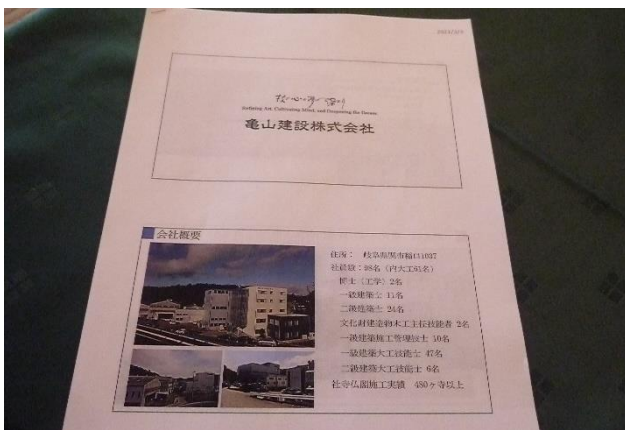 亀山建設株式会社
会社概要
住所： 岐阜県関市稲口1037
社員数：98名（内大工65名）
博士（工学）2名
一級建築士 11名
二級建築士 24名
文化財建造物木工主任技能者 2名
一級建築施工管理技士 10名
一級建築大工技能士 47名
二級建築大工技能士 6名
社寺仏閣施工実績 480ヶ寺以上